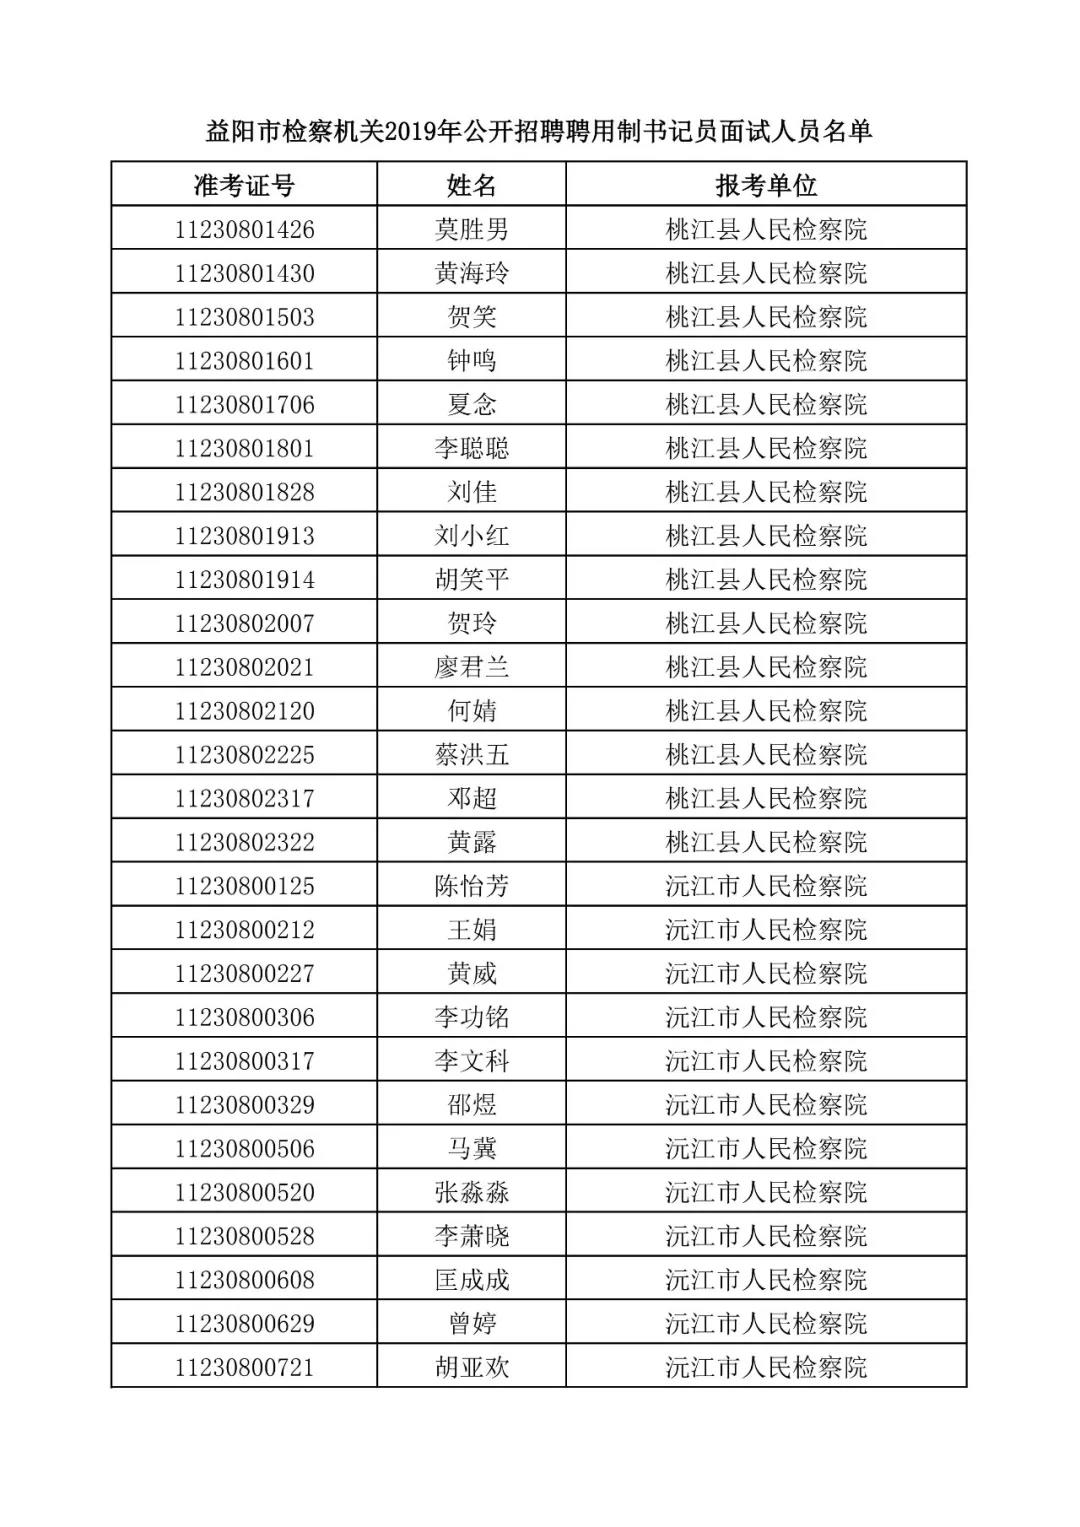 益阳市检察机关2019年公开招聘聘用制书记员面试人员名单
准考证号 姓名 报考单位
11230801426 莫胜男 桃江县人民检察院
11230801430 黄海玲 桃江县人民检察院
11230801503 贺笑 桃江县人民检察院
11230801601 钟鸣 桃江县人民检察院
11230801706 夏念 桃江县人民检察院
11230801801 李聪聪 桃江县人民检察院
11230801828 刘佳 桃江县人民检察院
11230801913 刘小红 桃江县人民检察院
11230801914 胡笑平 桃江县人民检察院
11230802007 贺玲 桃江县人民检察院
11230802021 廖君兰 桃江县人民检察院
11230802120 何婧 桃江县人民检察院
11230802225 蔡洪五 桃江县人民检察院
11230802317 邓超 桃江县人民检察院
11230802322 黄露 桃江县人民检察院
11230800125 陈怡芳 沅江市人民检察院
11230800212 王娟 沅江市人民检察院
11230800227 黄威 沅江市人民检察院
11230800306 李功铭 沅江市人民检察院
11230800317 李文科 沅江市人民检察院
11230800329 邵煜 沅江市人民检察院
11230800506 马冀 沅江市人民检察院
11230800520 张淼淼 沅江市人民检察院
11230800528 李萧晓 沅江市人民检察院
11230800608 匡成成 沅江市人民检察院
11230800629 曾婷 沅江市人民检察院
11230800721 胡亚欢 沅江市人民检察院